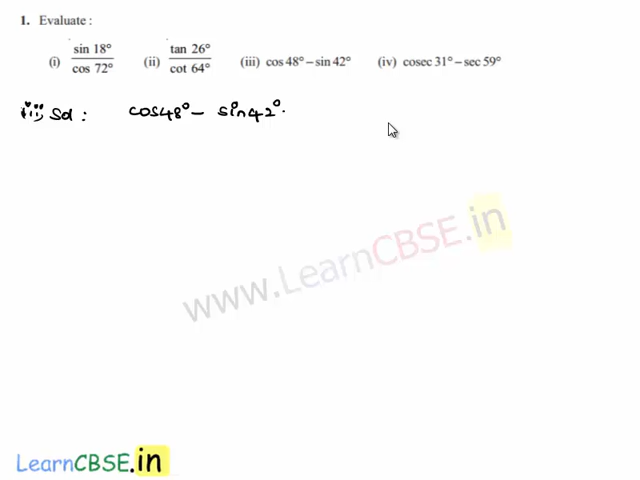 1. Evaluate :
(i) sin 18° / cos 72° (ii) tan 26° / cot 64° (iii) cos 48° – sin 42° (iv) cosec 31° – sec 59°
iii) Sol : cos48° – sin42°.
www.LearnCBSE.in
LearnCBSE.in